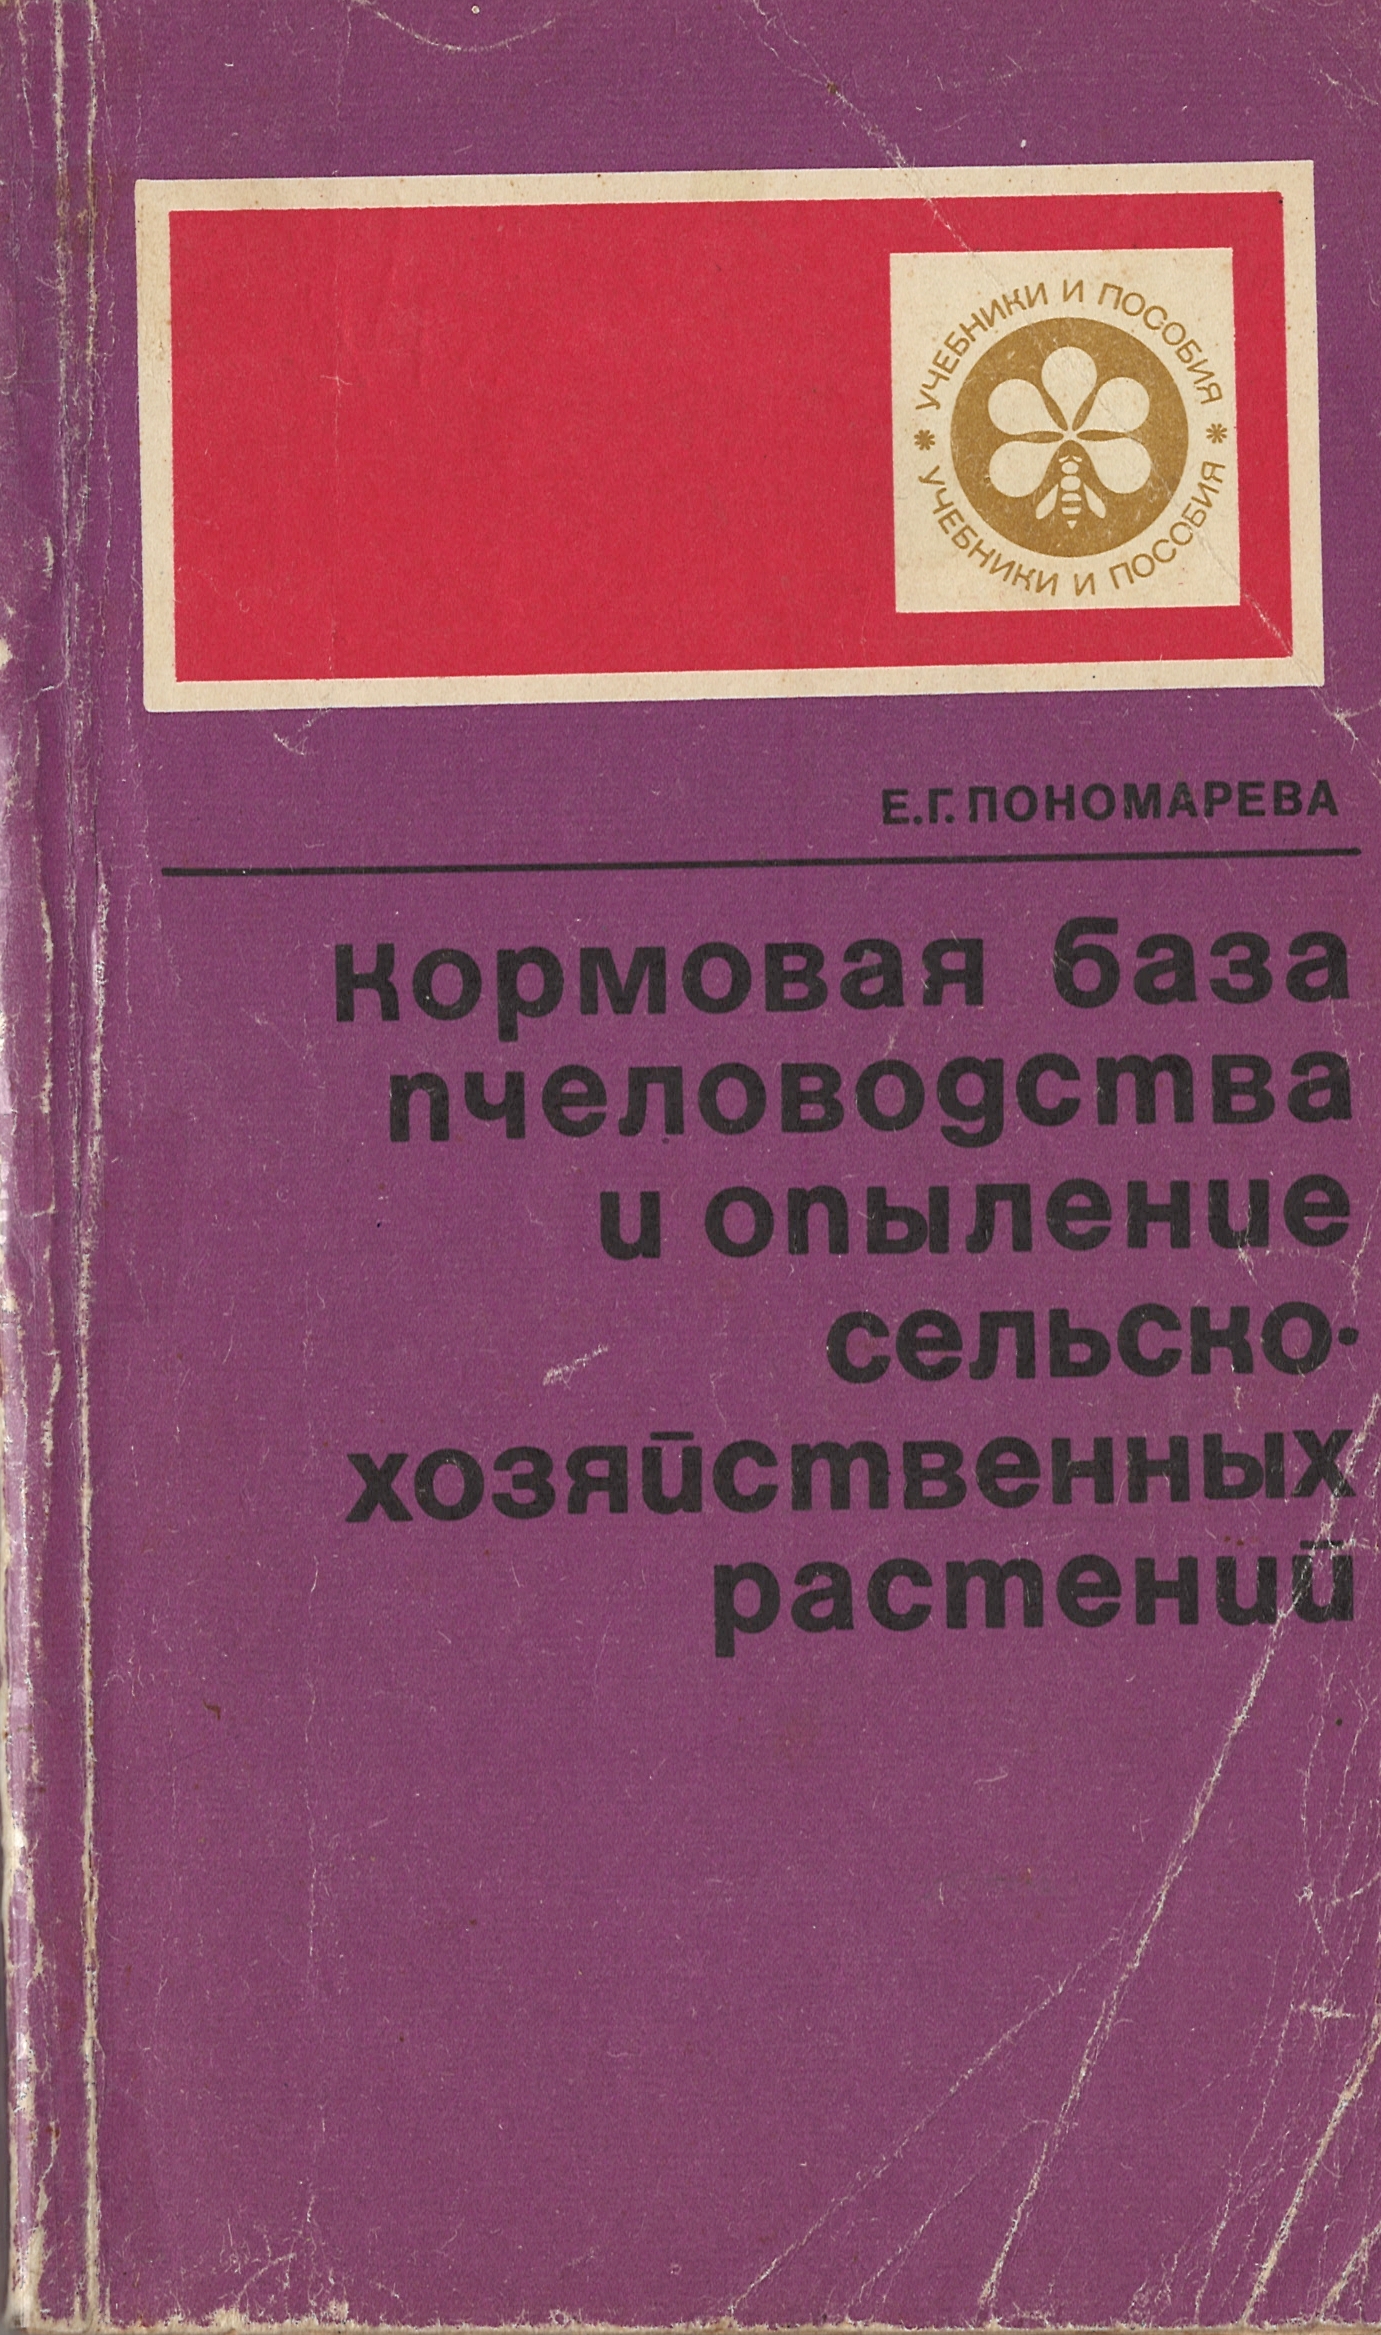 УЧЕБНИКИ И ПОСОБИЯ * УЧЕБНИКИ И ПОСОБИЯ *
Е.Г. ПОНОМАРЕВА
Кормовая база
пчеловодства
и опыление
сельско-
хозяйственных
растений